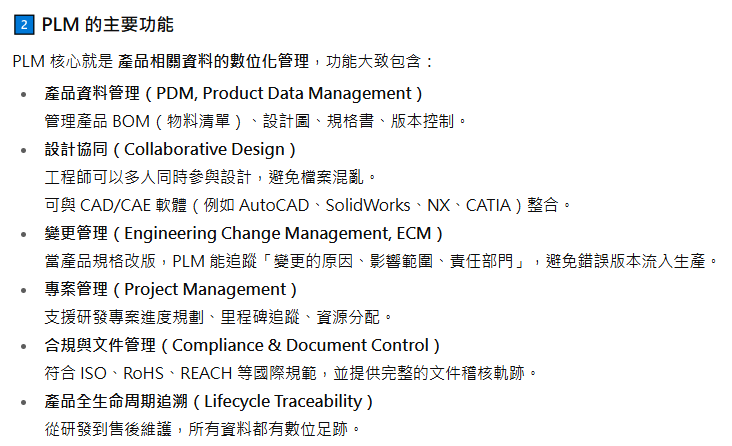 2 PLM 的主要功能
PLM 核心就是 產品相關資料的數位化管理，功能大致包含：
• 產品資料管理（PDM, Product Data Management）
管理產品 BOM（物料清單）、設計圖、規格書、版本控制。
• 設計協同（Collaborative Design）
工程師可以多人同時參與設計，避免檔案混亂。
可與 CAD/CAE 軟體（例如 AutoCAD、SolidWorks、NX、CATIA）整合。
• 變更管理（Engineering Change Management, ECM）
當產品規格改版，PLM 能追蹤「變更的原因、影響範圍、責任部門」，避免錯誤版本流入生產。
• 專案管理（Project Management）
支援研發專案進度規劃、里程碑追蹤、資源分配。
• 合規與文件管理（Compliance & Document Control）
符合 ISO、RoHS、REACH 等國際規範，並提供完整的文件稽核軌跡。
• 產品全生命周期追溯（Lifecycle Traceability）
從研發到售後維護，所有資料都有數位足跡。